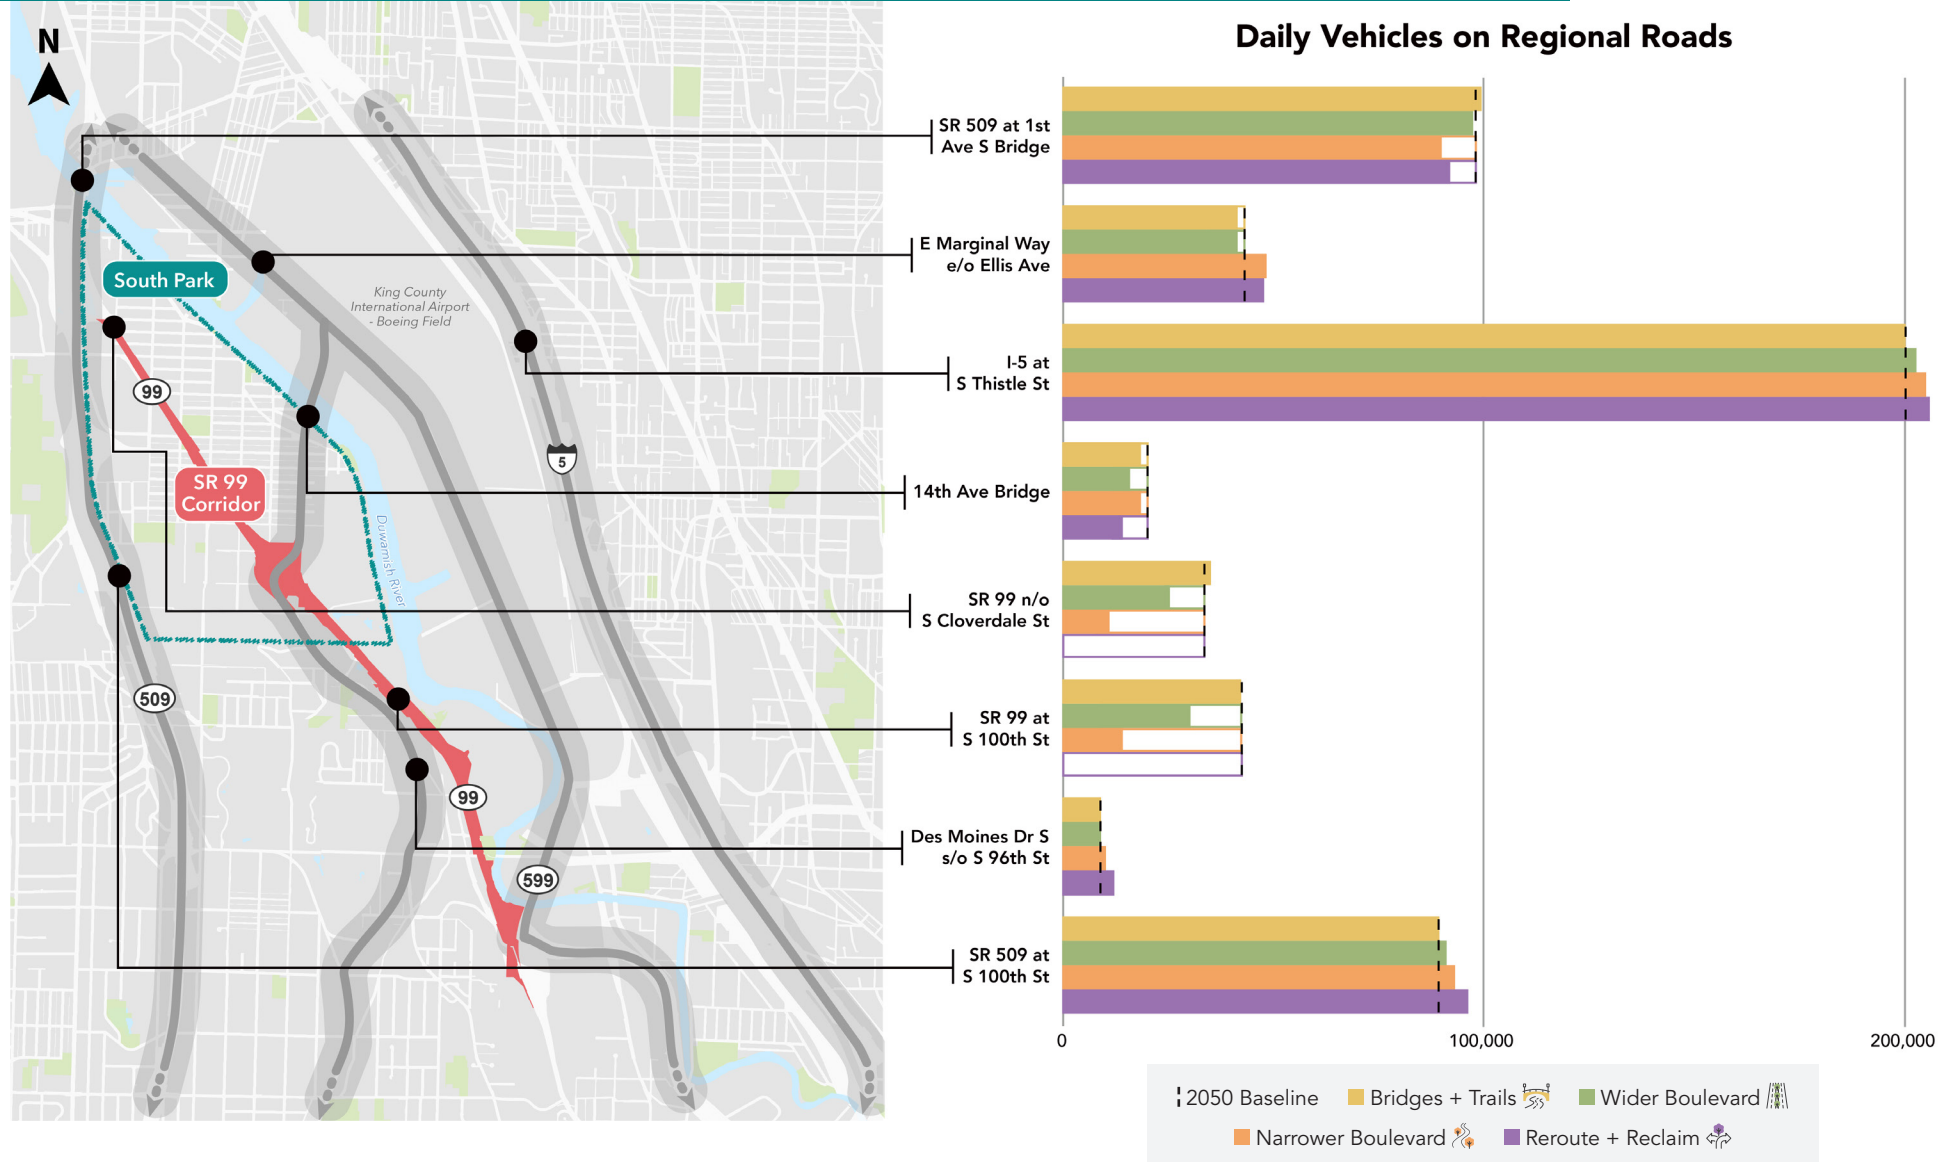 Daily Vehicles on Regional Roads
N
South Park
King County
International Airport
- Boeing Field
99
SR 99
Corridor
5
Duwamish River
509
99
599
SR 509 at 1st
Ave S Bridge
E Marginal Way
e/o Ellis Ave
I-5 at
S Thistle St
14th Ave Bridge
SR 99 n/o
S Cloverdale St
SR 99 at
S 100th St
Des Moines Dr S
s/o S 96th St
SR 509 at
S 100th St
0
100,000
200,000
2050 Baseline
Bridges + Trails
Wider Boulevard
Narrower Boulevard
Reroute + Reclaim